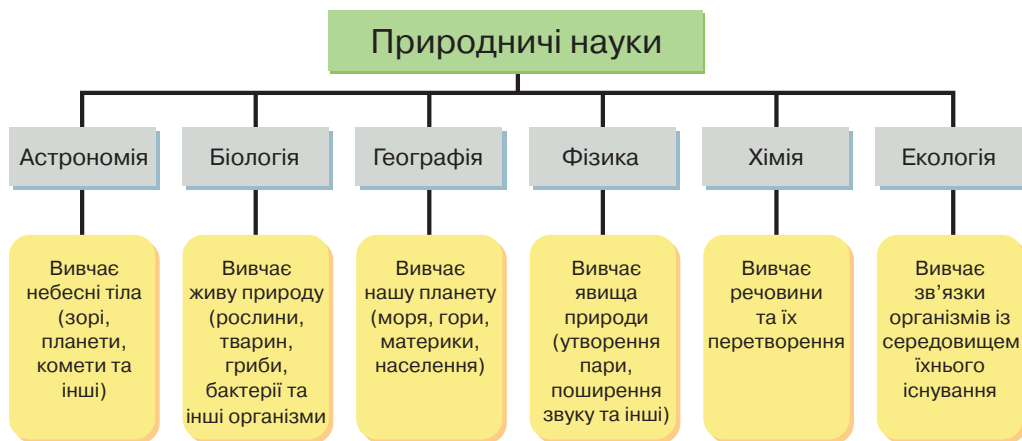 Природничі науки
Астрономія
Біологія
Географія
Фізика
Хімія
Екологія
Вивчає
небесні тіла
(зорі,
планети,
комети та
інші)
Вивчає
живу природу
(рослини,
тварин,
гриби,
бактерії та
інші організми
Вивчає
нашу планету
(моря, гори,
материки,
населення)
Вивчає
явища
природи
(утворення
пари,
поширення
звуку та інші)
Вивчає
речовини
та їх
перетворення
Вивчає
зв’язки
організмів із
середовищем
їхнього
існування